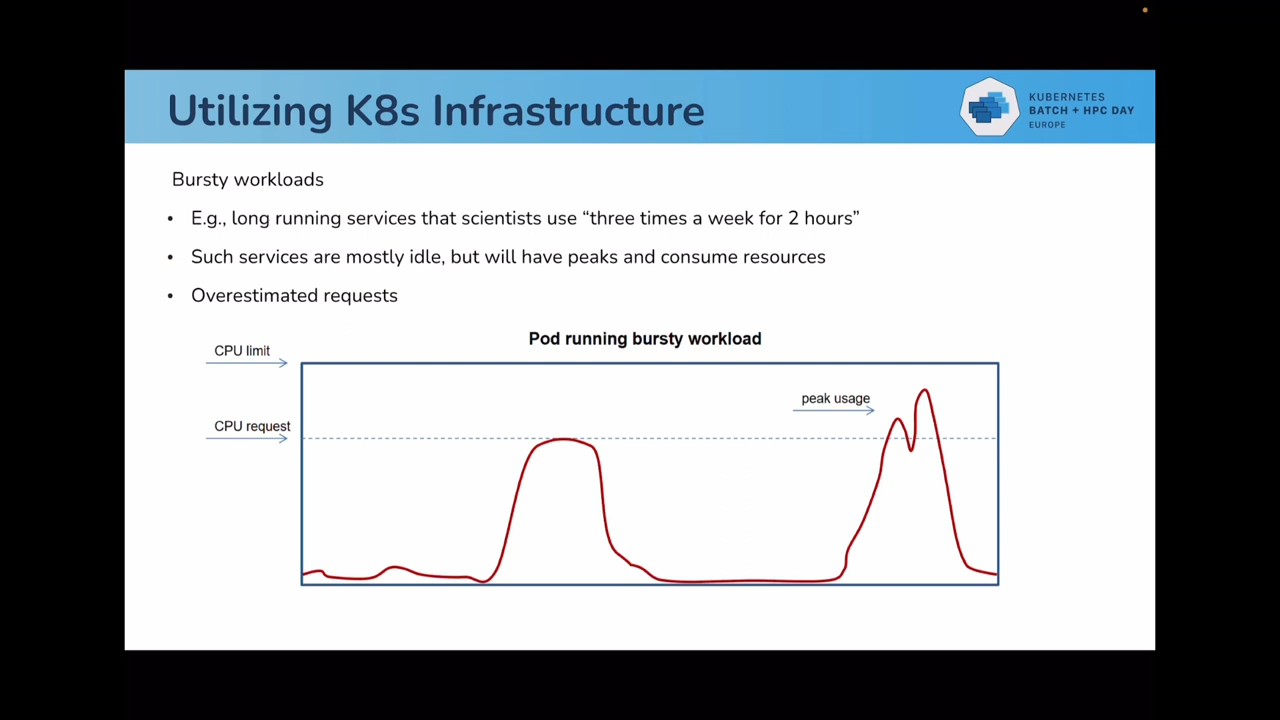 Utilizing K8s Infrastructure
KUBERNETES
BATCH + HPC DAY
EUROPE
Bursty workloads
• E.g., long running services that scientists use “three times a week for 2 hours”
• Such services are mostly idle, but will have peaks and consume resources
• Overestimated requests
Pod running bursty workload
CPU limit
peak usage
CPU request